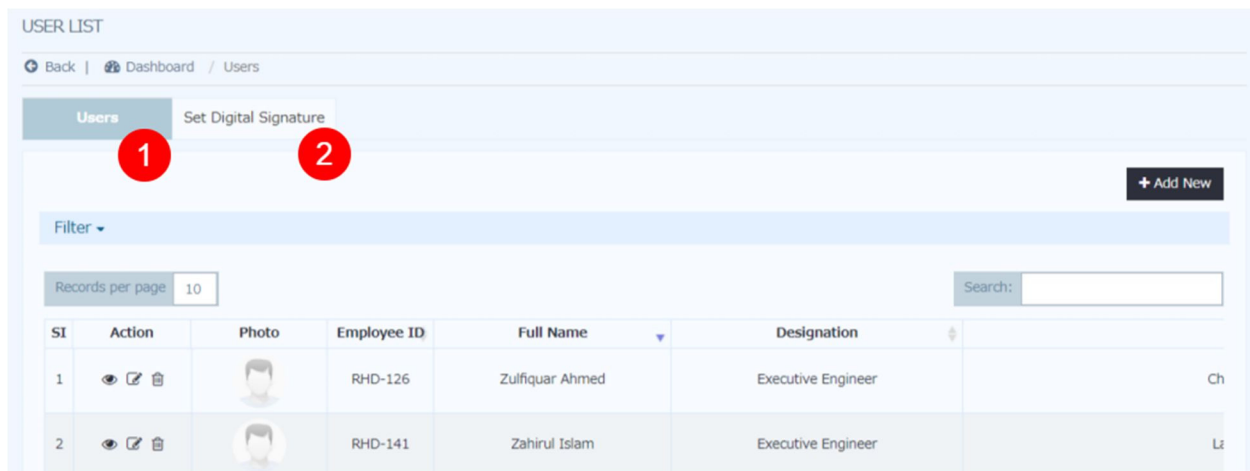 USER LIST
Back | Dashboard / Users
Users Set Digital Signature
1 2
+ Add New
Filter
Records per page 10 Search:
SI Action Photo Employee ID Full Name Designation
1 RHD-126 Zulfiquar Ahmed Executive Engineer Ch
2 RHD-141 Zahirul Islam Executive Engineer